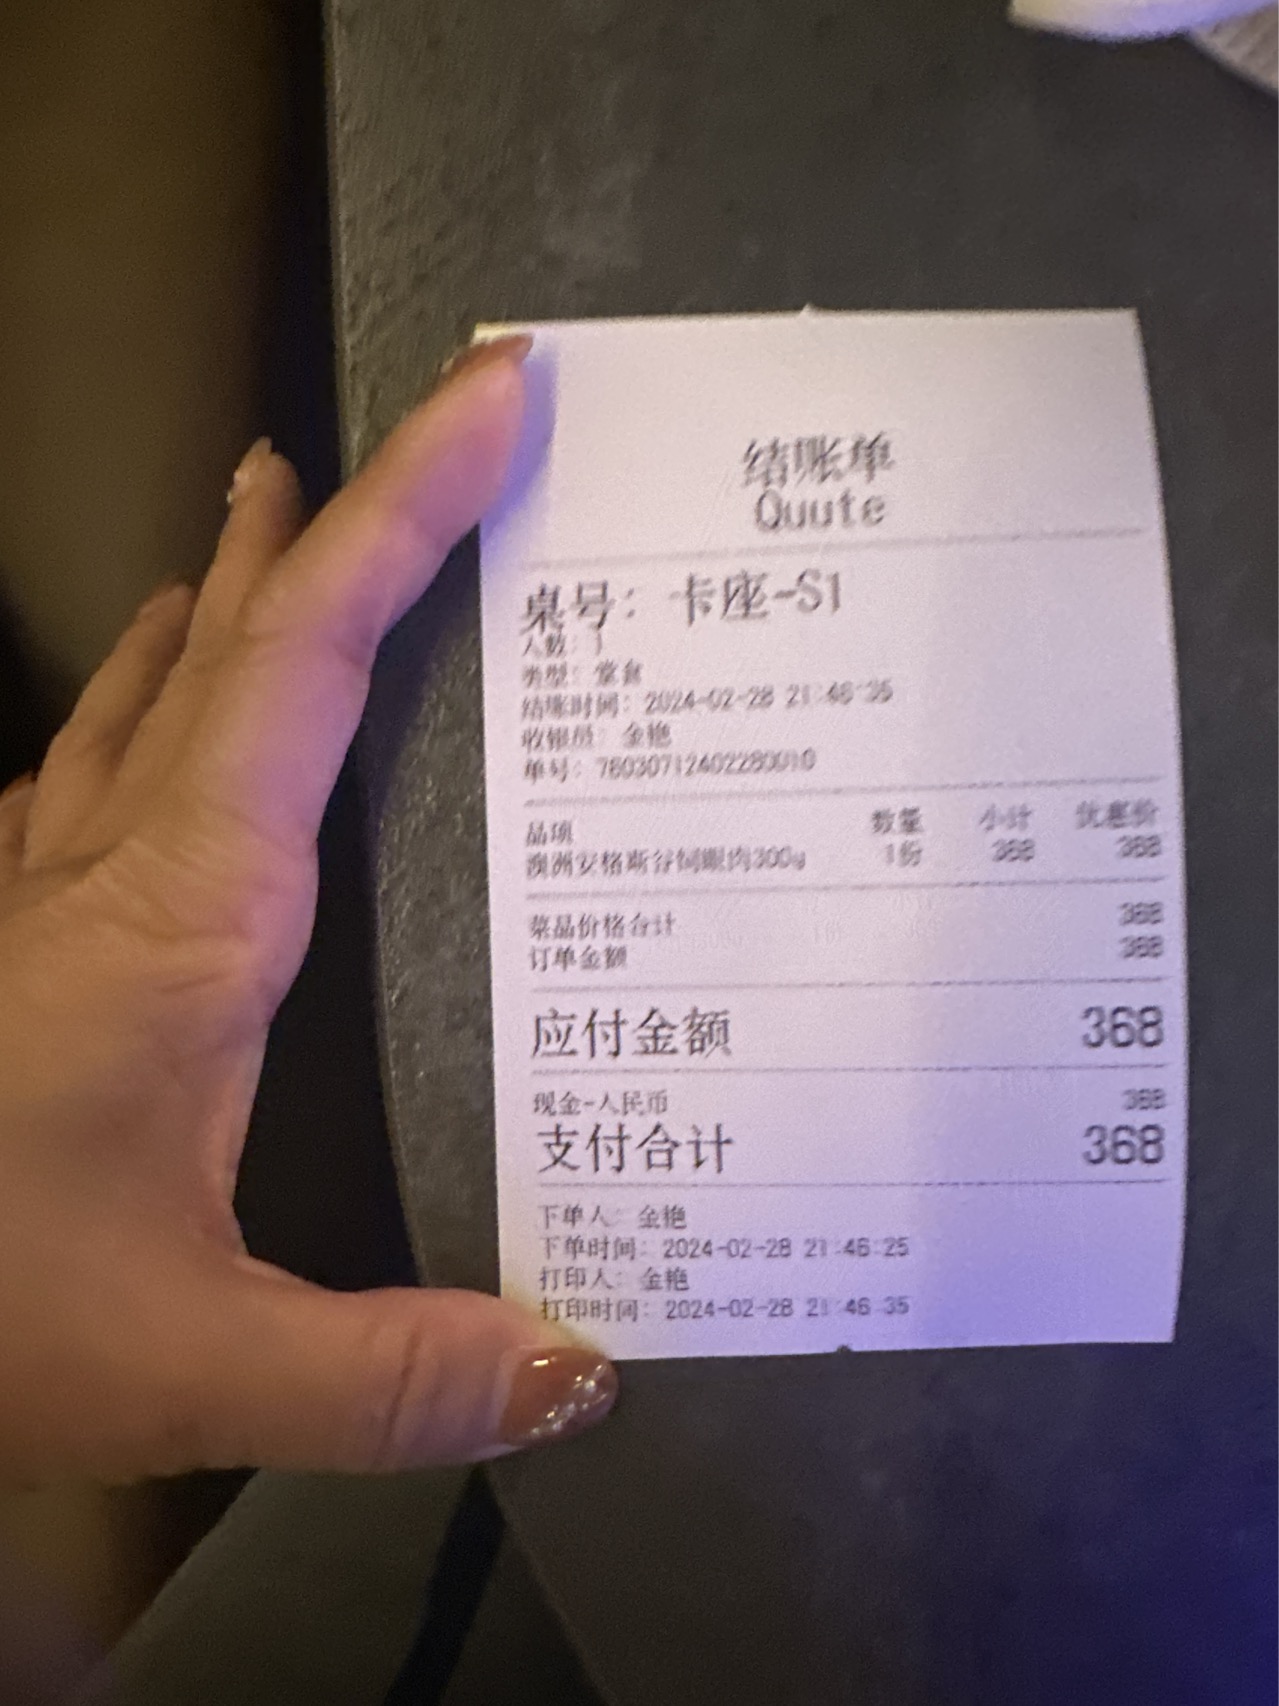 结账单
Quute
桌号：卡座-S1
人数：1
类型：堂食
结账时间：2024-02-28 21:46:35
收银员：金艳
单号：
品项 数量 小计 优惠价
澳洲安格斯谷饲眼肉300g 1份 368 368
菜品价格合计 368
订单金额 368
应付金额 368
现金-人民币 368
支付合计 368
下单人：金艳
下单时间：2024-02-28 21:46:25
打印人：金艳
打印时间：2024-02-28 21:46:35